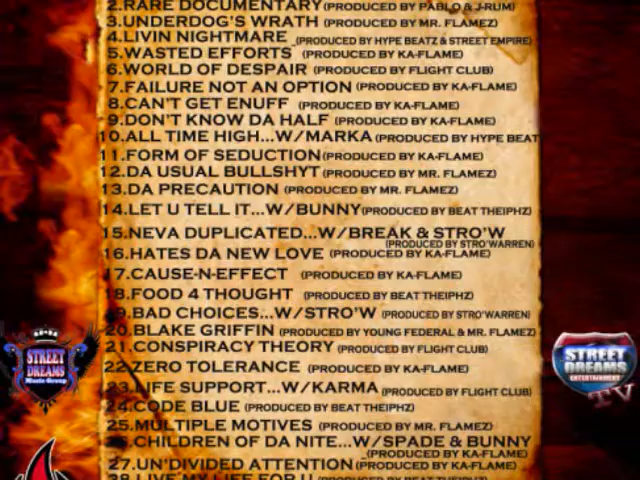 2.RARE DOCUMENTARY (PRODUCED BY PABLO & J-RUM)
3.UNDERDOG'S WRATH (PRODUCED BY MR. FLAMEZ)
4.LIVIN NIGHTMARE (PRODUCED BY HYPE BEATZ & STREET EMPIRE)
5.WASTED EFFORTS (PRODUCED BY KA-FLAME)
6.WORLD OF DESPAIR (PRODUCED BY FLIGHT CLUB)
7.FAILURE NOT AN OPTION (PRODUCED BY KA-FLAME)
8.CAN'T GET ENUFF (PRODUCED BY KA-FLAME)
9.DON'T KNOW DA HALF (PRODUCED BY KA-FLAME)
10.ALL TIME HIGH...W/MARKA (PRODUCED BY HYPE BEAT
11.FORM OF SEDUCTION (PRODUCED BY KA-FLAME)
12.DA USUAL BULLSHYT (PRODUCED BY MR. FLAMEZ)
13.DA PRECAUTION (PRODUCED BY MR. FLAMEZ)
14.LET U TELL IT...W/BUNNY (PRODUCED BY BEAT THEIPHZ)
15.NEVA DUPLICATED...W/BREAK & STRO'W
(PRODUCED BY STRO'WARREN)
16.HATES DA NEW LOVE (PRODUCED BY KA-FLAME)
17.CAUSE-N-EFFECT (PRODUCED BY KA-FLAME)
18.FOOD 4 THOUGHT (PRODUCED BY BEAT THEIPHZ)
19.BAD CHOICES...W/STRO'W (PRODUCED BY STRO'WARREN)
20.BLAKE GRIFFIN (PRODUCED BY YOUNG FEDERAL & MR. FLAMEZ)
21.CONSPIRACY THEORY (PRODUCED BY FLIGHT CLUB)
22.ZERO TOLERANCE (PRODUCED BY KA-FLAME)
23.LIFE SUPPORT...W/KARMA (PRODUCED BY FLIGHT CLUB)
24.CODE BLUE (PRODUCED BY BEAT THEIPHZ)
25.MULTIPLE MOTIVES (PRODUCED BY MR. FLAMEZ)
26.CHILDREN OF DA NITE...W/SPADE & BUNNY
(PRODUCED BY KA-FLAME)
27.UN'DIVIDED ATTENTION (PRODUCED BY KA-FLAME)
28.LIVE MY LIFE FOR U (PRODUCED BY BEAT THEIPHZ)
STREET
DREAMS
Music Group
STREET
DREAMS
ENTERTAINMENT
TV